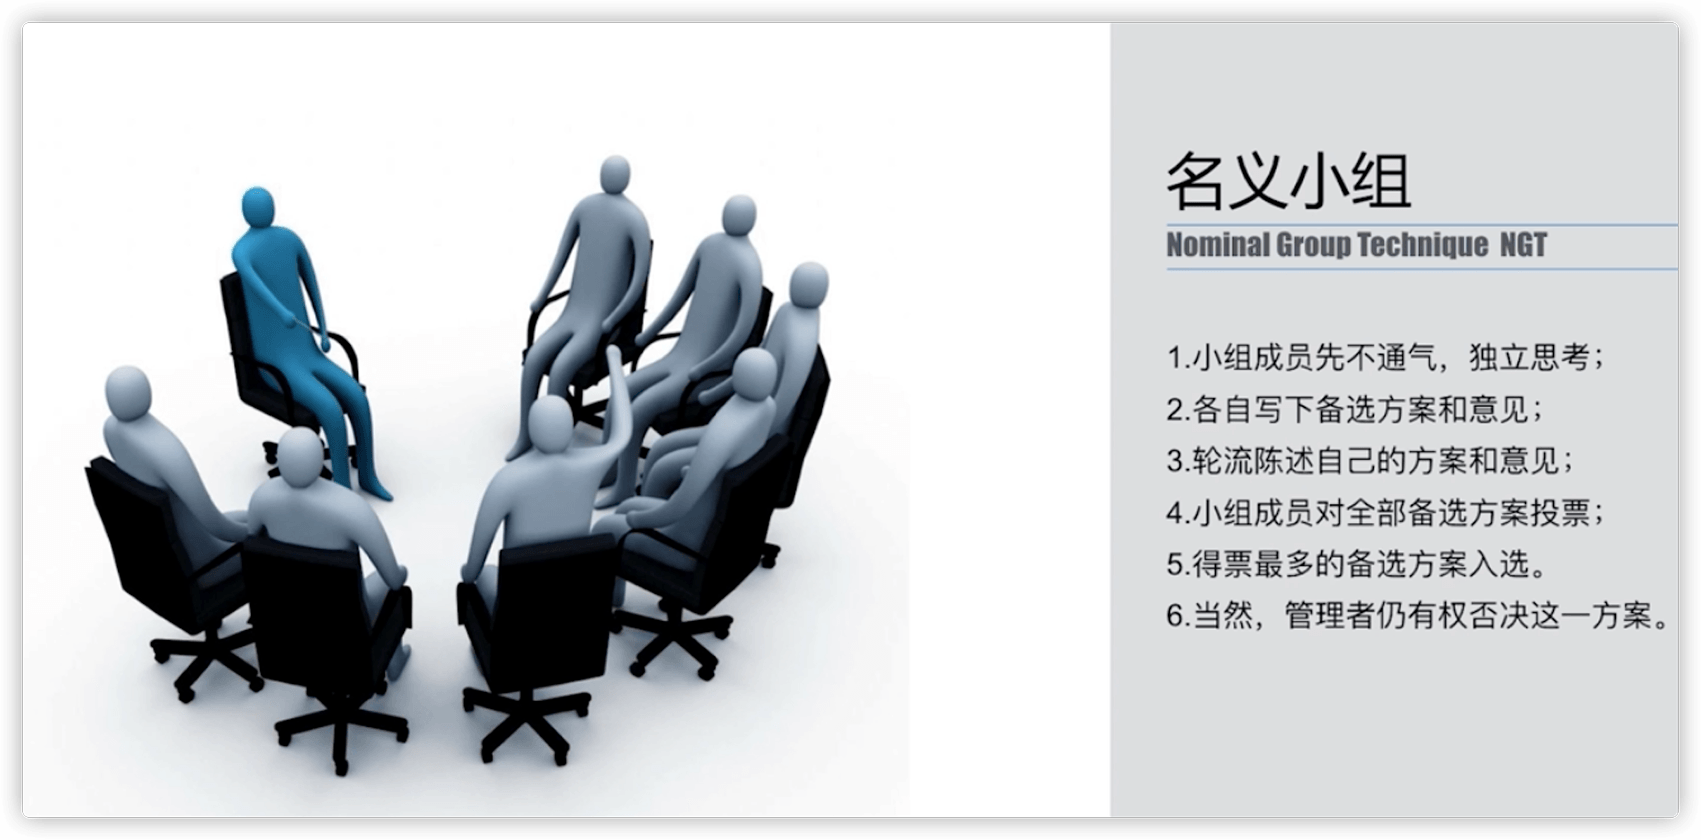 名义小组
Nominal Group Technique NGT
1.小组成员先不通气，独立思考；
2.各自写下备选方案和意见；
3.轮流陈述自己的方案和意见；
4.小组成员对全部备选方案投票；
5.得票最多的备选方案入选。
6.当然，管理者仍有权否决这一方案。